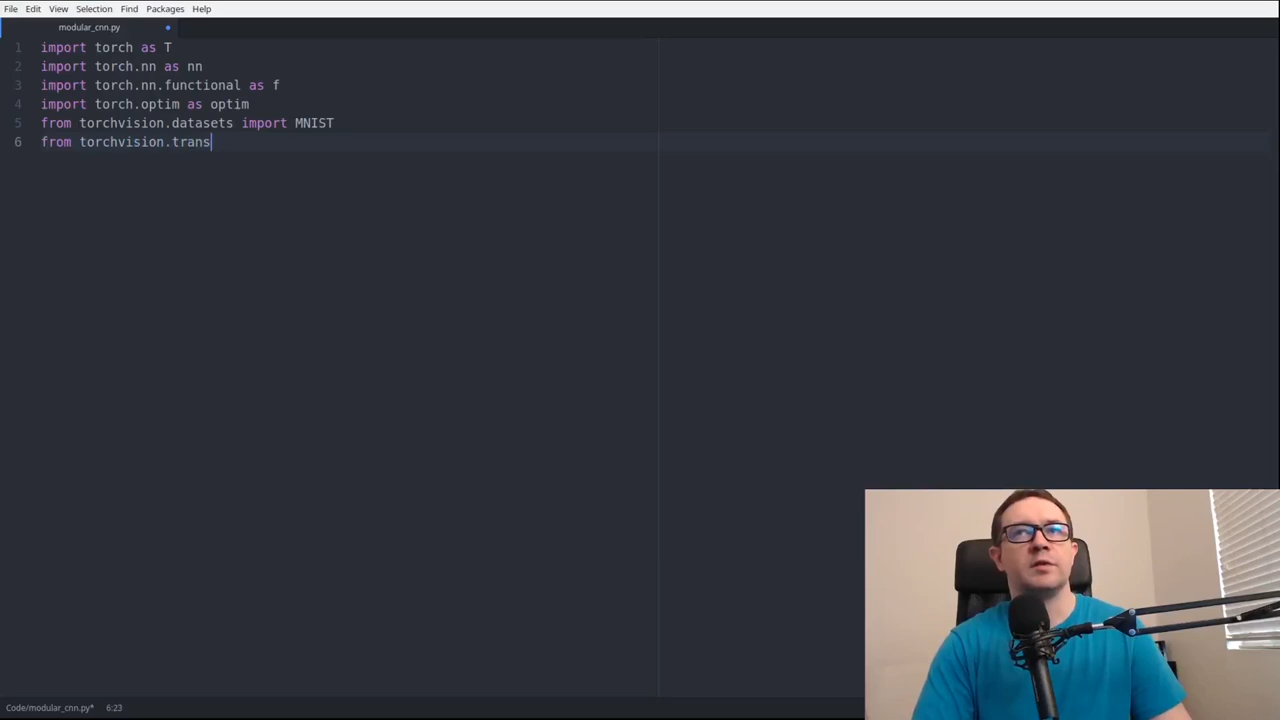 File Edit View Selection Find Packages Help
modular_cnn.py
1 import torch as T
2 import torch.nn as nn
3 import torch.nn.functional as f
4 import torch.optim as optim
5 from torchvision.datasets import MNIST
6 from torchvision.trans
Code/modular_cnn.py* 6:23